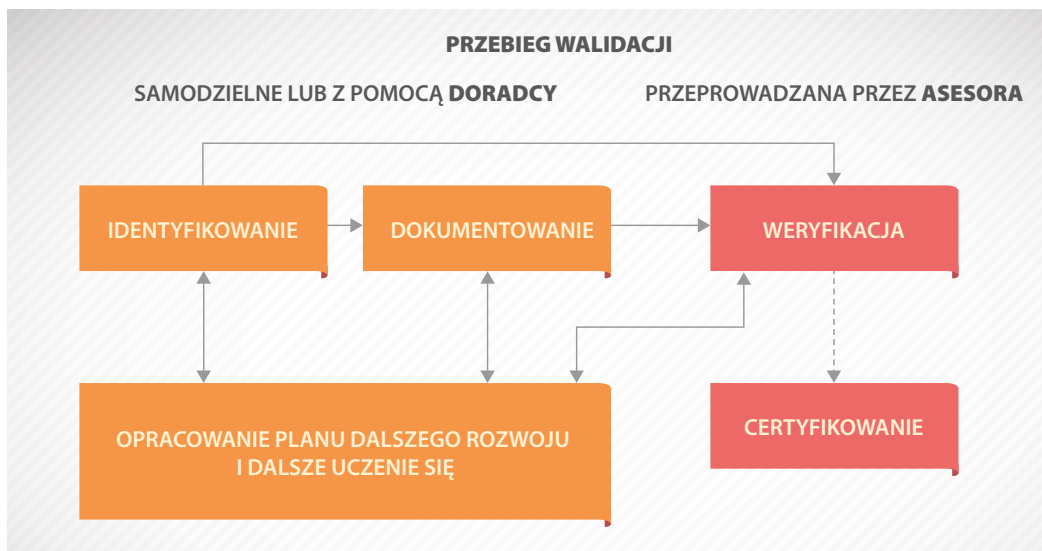 PRZEBIEG WALIDACJI
SAMODZIELNE LUB Z POMOCĄ DORADCY
PRZEPROWADZANA PRZEZ ASESORA
IDENTYFIKOWANIE
DOKUMENTOWANIE
WERYFIKACJA
OPRACOWANIE PLANU DALSZEGO ROZWOJU
I DALSZE UCZENIE SIĘ
CERTYFIKOWANIE